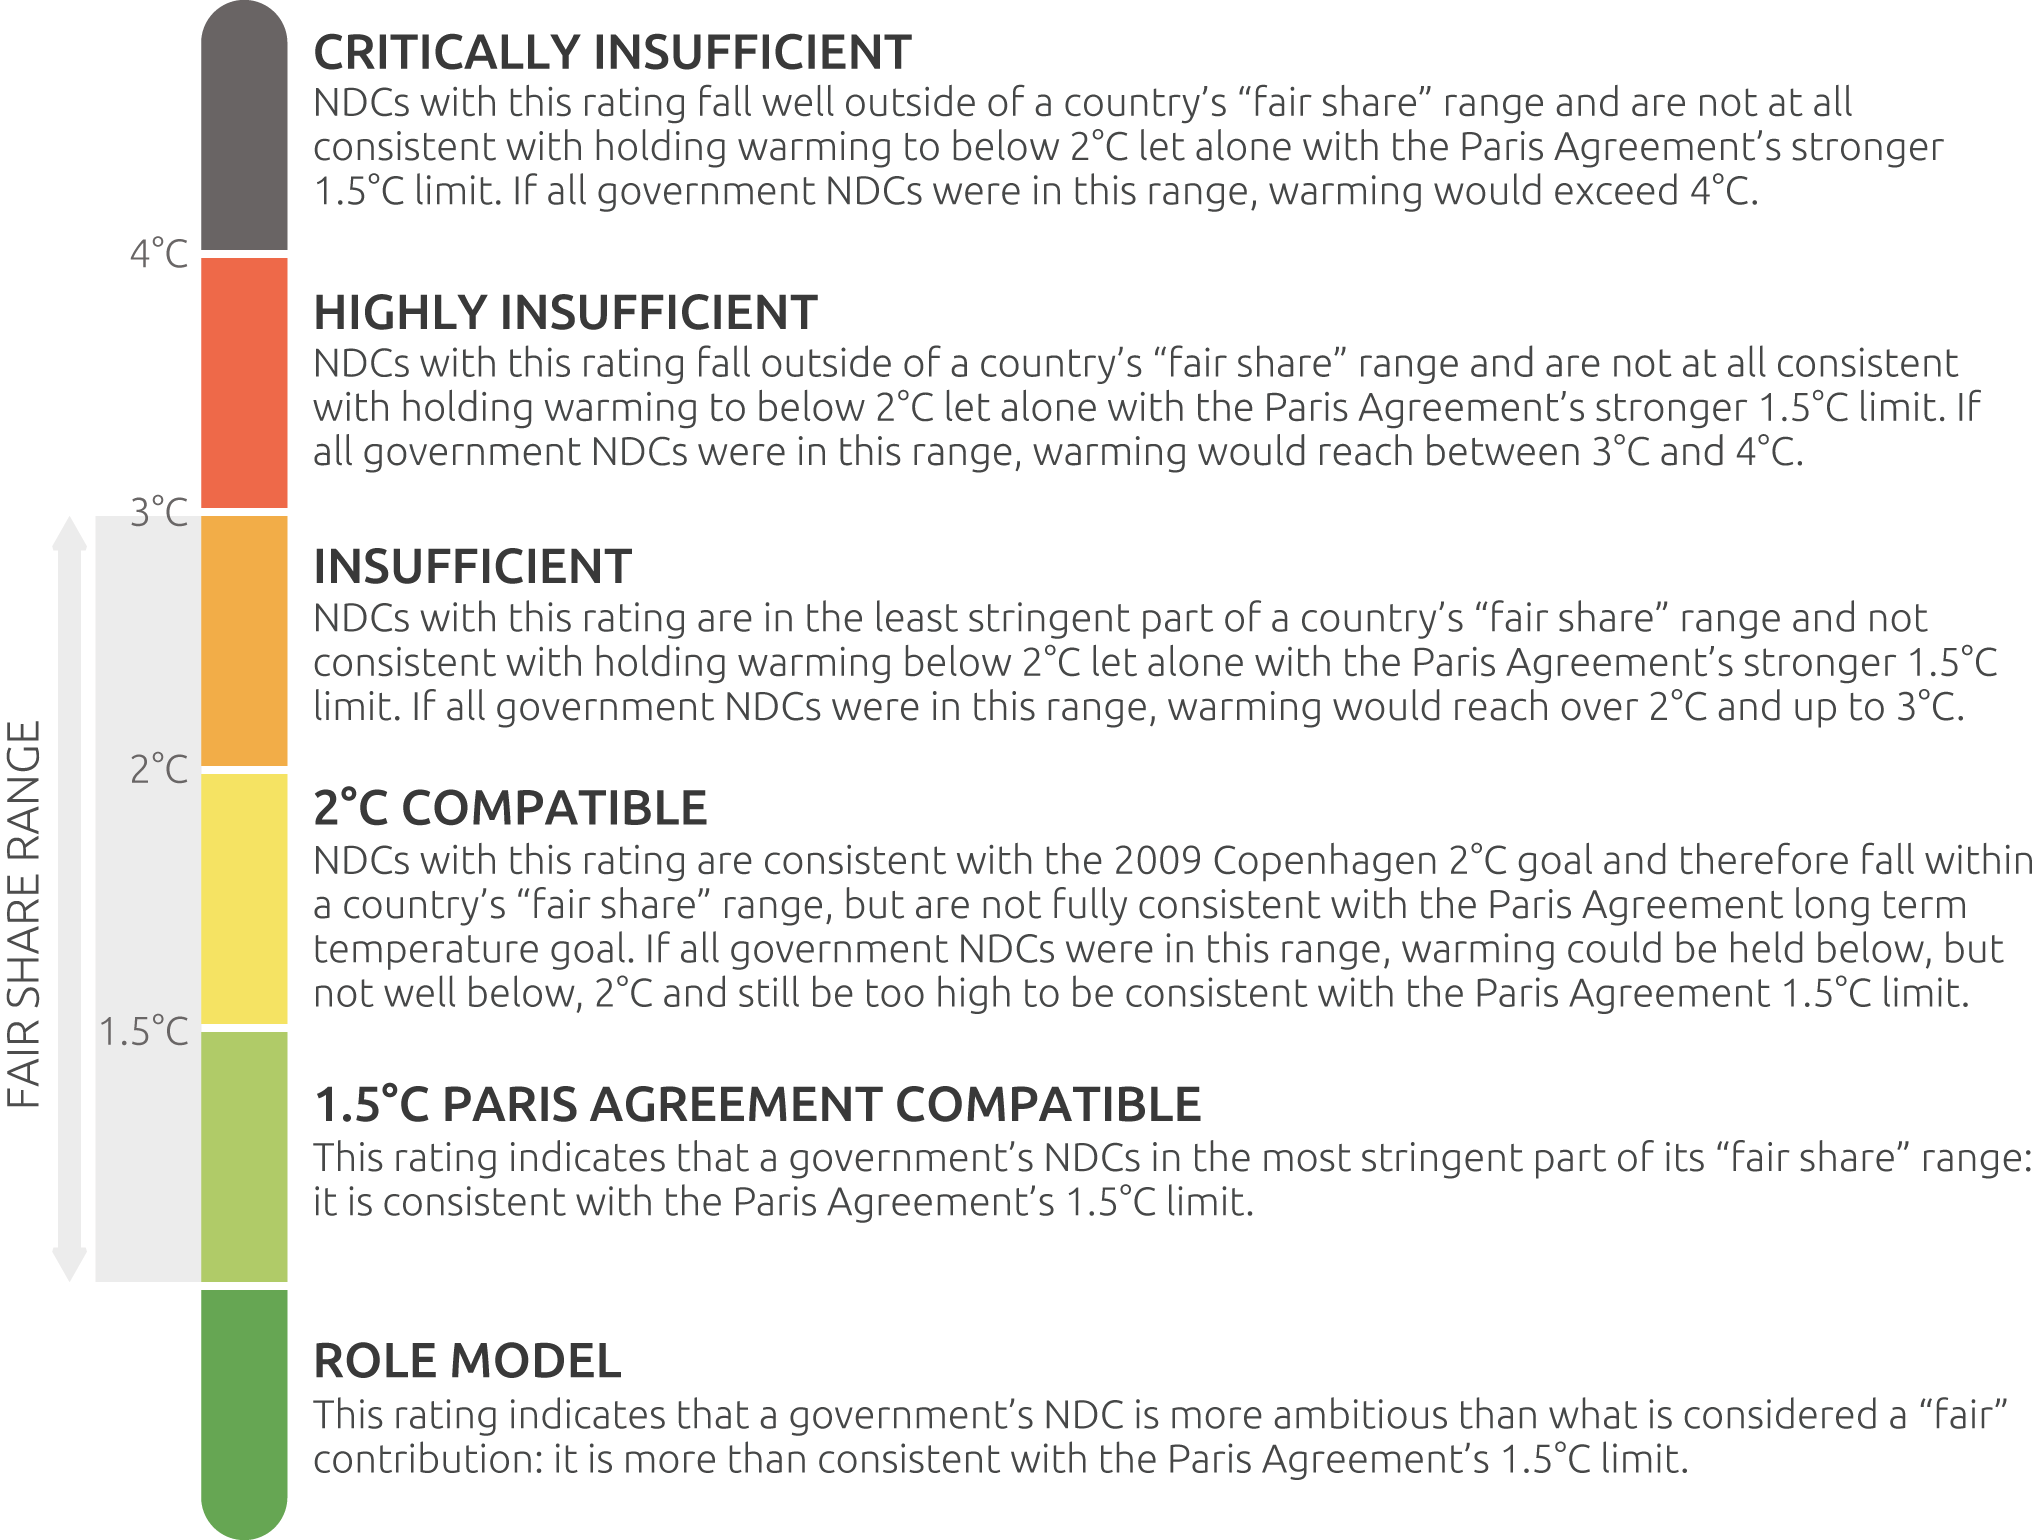 CRITICALLY INSUFFICIENT
NDCs with this rating fall well outside of a country’s “fair share” range and are not at all
consistent with holding warming to below 2°C let alone with the Paris Agreement’s stronger
1.5°C limit. If all government NDCs were in this range, warming would exceed 4°C.
4°C
HIGHLY INSUFFICIENT
NDCs with this rating fall outside of a country’s “fair share” range and are not at all consistent
with holding warming to below 2°C let alone with the Paris Agreement’s stronger 1.5°C limit. If
all government NDCs were in this range, warming would reach between 3°C and 4°C.
3°C
INSUFFICIENT
NDCs with this rating are in the least stringent part of a country’s “fair share” range and not
consistent with holding warming below 2°C let alone with the Paris Agreement’s stronger 1.5°C
limit. If all government NDCs were in this range, warming would reach over 2°C and up to 3°C.
FAIR SHARE RANGE
2°C
2°C COMPATIBLE
NDCs with this rating are consistent with the 2009 Copenhagen 2°C goal and therefore fall within
a country’s “fair share” range, but are not fully consistent with the Paris Agreement long term
temperature goal. If all government NDCs were in this range, warming could be held below, but
not well below, 2°C and still be too high to be consistent with the Paris Agreement 1.5°C limit.
1.5°C
1.5°C PARIS AGREEMENT COMPATIBLE
This rating indicates that a government’s NDCs in the most stringent part of its “fair share” range:
it is consistent with the Paris Agreement’s 1.5°C limit.
ROLE MODEL
This rating indicates that a government’s NDC is more ambitious than what is considered a “fair”
contribution: it is more than consistent with the Paris Agreement’s 1.5°C limit.